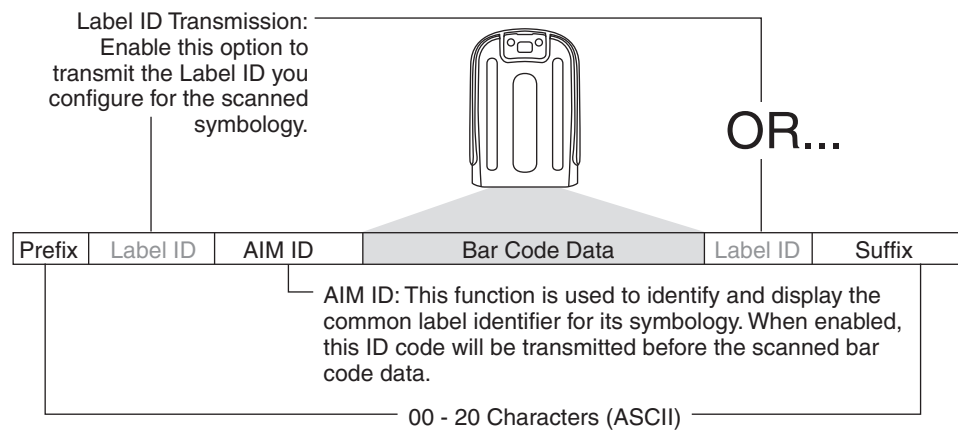 Label ID Transmission:
Enable this option to
transmit the Label ID you
configure for the scanned
symbology.
OR...
Prefix Label ID AIM ID Bar Code Data Label ID Suffix
AIM ID: This function is used to identify and display the
common label identifier for its symbology. When enabled,
this ID code will be transmitted before the scanned bar
code data.
00 - 20 Characters (ASCII)